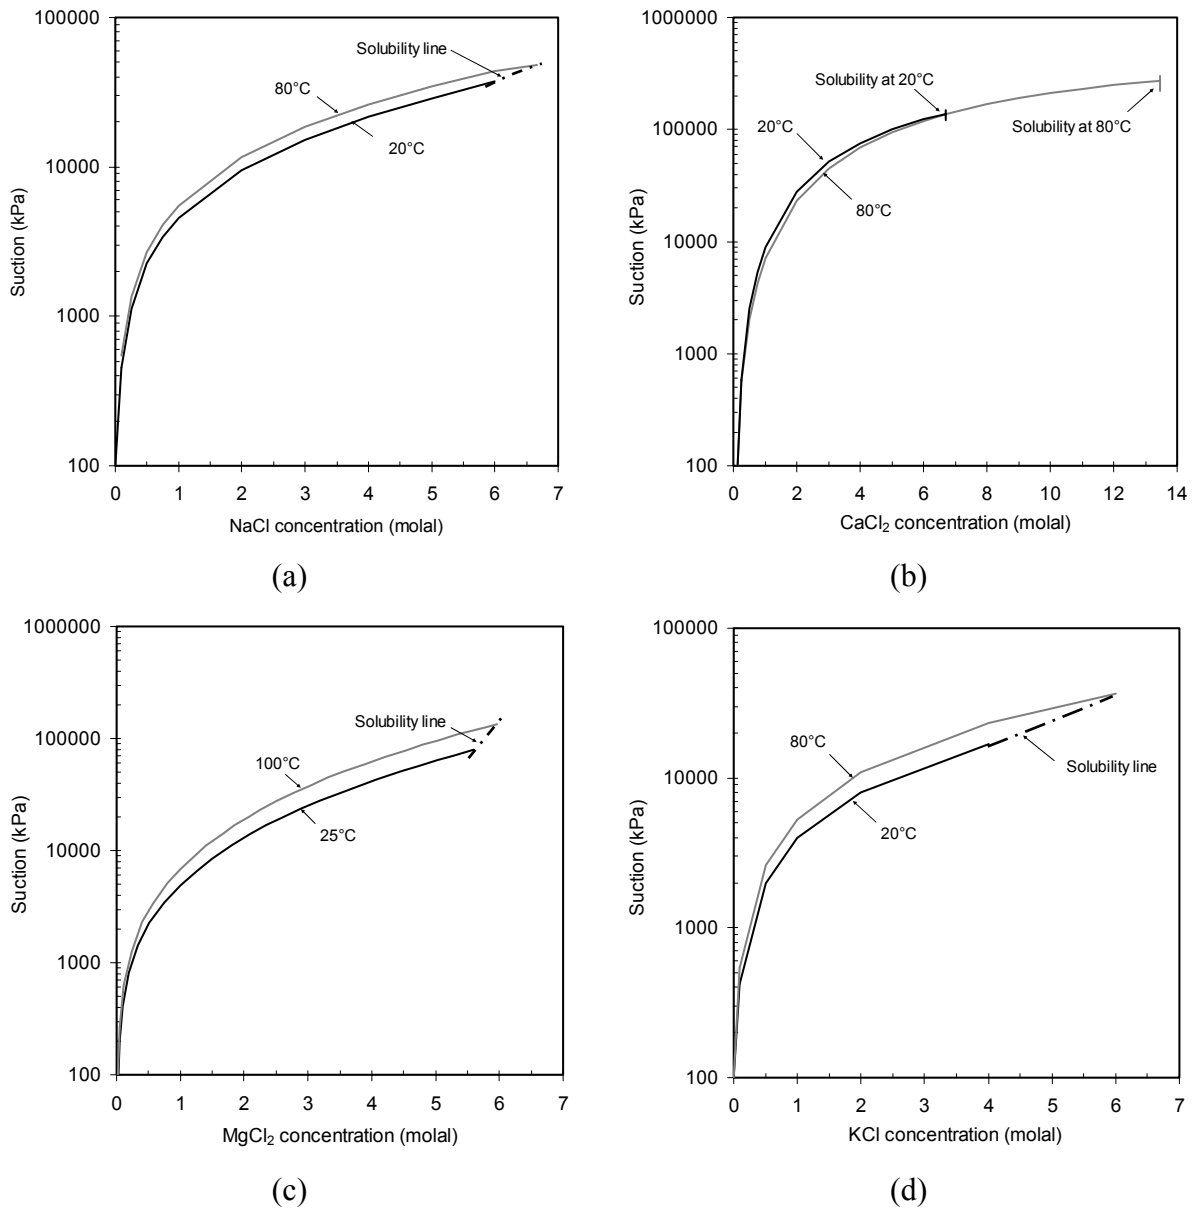 100000
Solubility line
80°C
10000
20°C
Suction (kPa)
1000
100
0 1 2 3 4 5 6 7
NaCl concentration (molal)
(a)
1000000
Solubility at 20°C
100000
20°C
Solubility at 80°C
80°C
10000
Suction (kPa)
1000
100
0 2 4 6 8 10 12 14
CaCl₂ concentration (molal)
(b)
1000000
Solubility line
100000
100°C
25°C
10000
Suction (kPa)
1000
100
0 1 2 3 4 5 6 7
MgCl₂ concentration (molal)
(c)
100000
80°C
Solubility line
10000
20°C
Suction (kPa)
1000
100
0 1 2 3 4 5 6 7
KCl concentration (molal)
(d)